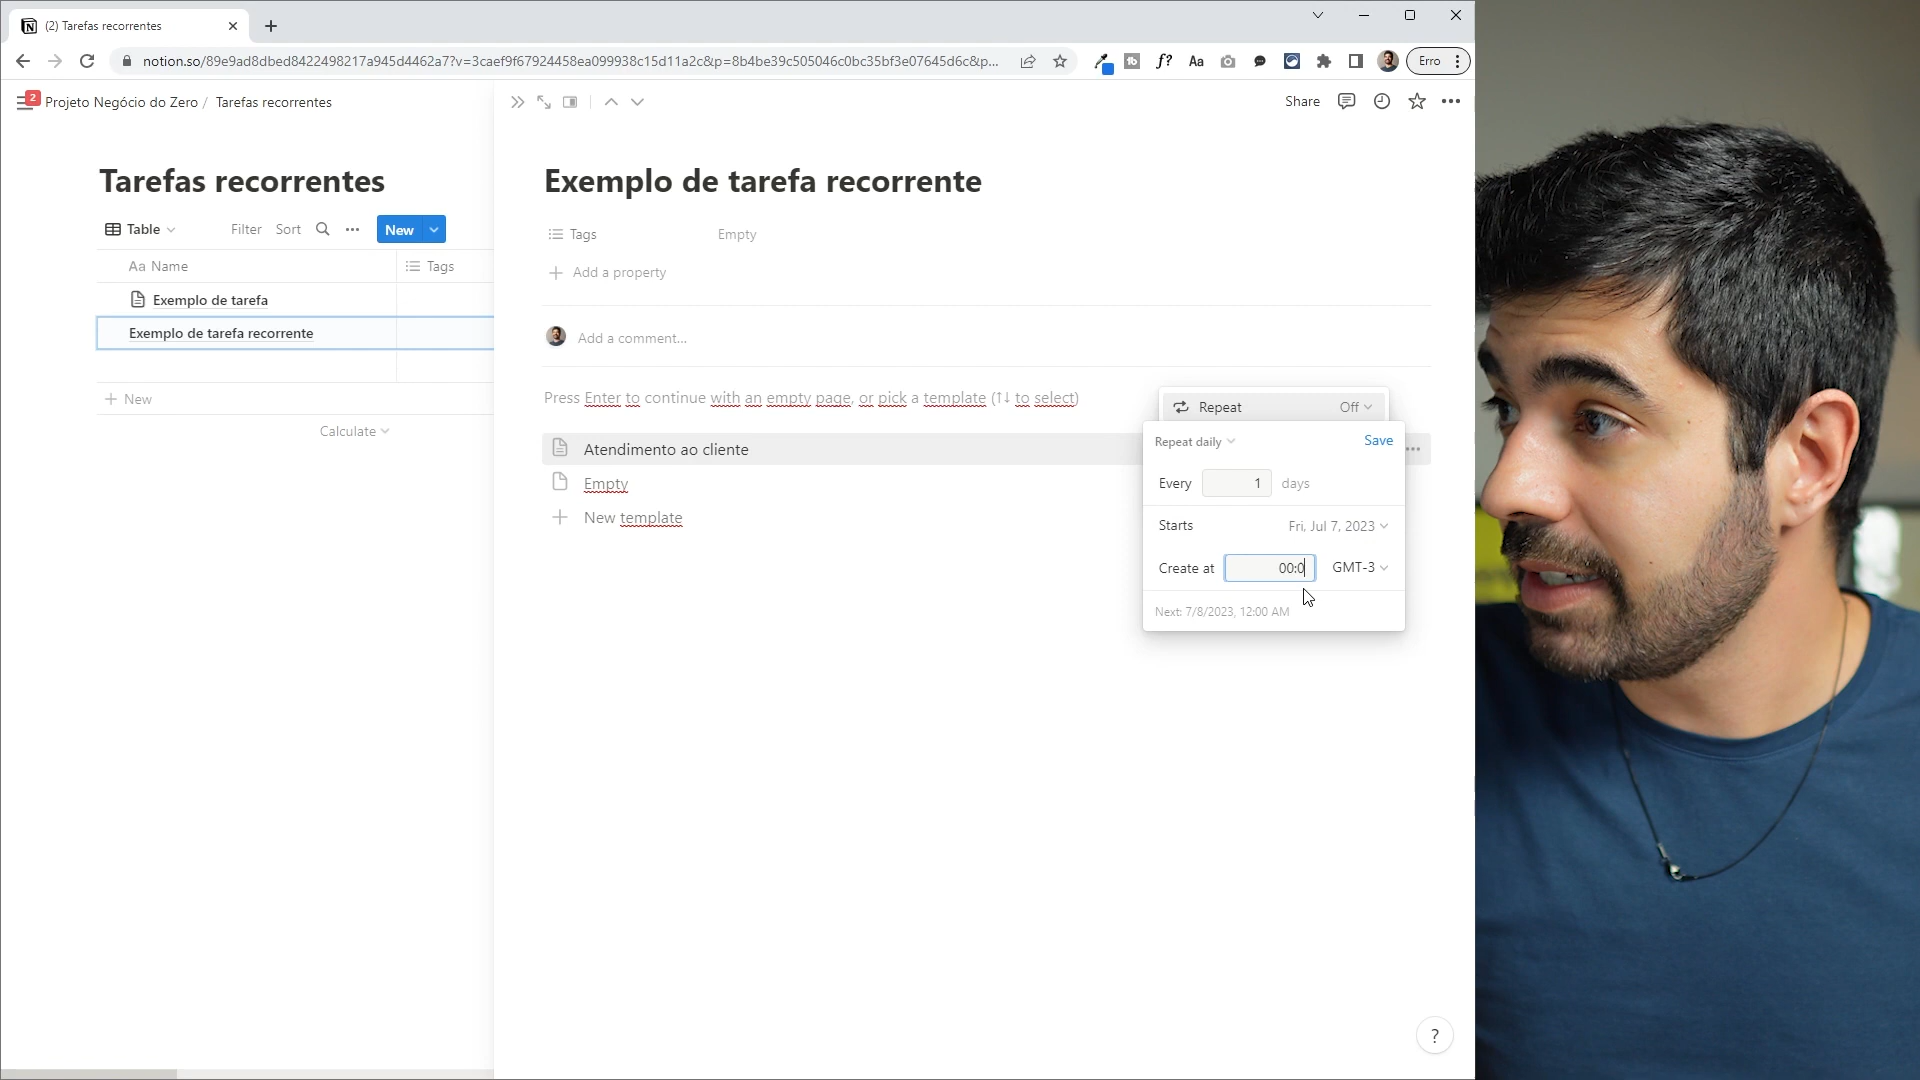 (2) Tarefas recorrentes
notion.so/89e9ad8dbed8422498217a945d4462a7?v=3caef9f67924458ea099938c15d11a2c&p=8b4be39c505046c0bc35bf3e07645d6c&p...
Erro
2
Projeto Negócio do Zero / Tarefas recorrentes
Share
Tarefas recorrentes
Table
Filter
Sort
New
Aa Name
Tags
Exemplo de tarefa
Exemplo de tarefa recorrente
+ New
Calculate
Exemplo de tarefa recorrente
Tags
Empty
+ Add a property
Add a comment...
Press Enter to continue with an empty page, or pick a template (↑↓ to select)
Atendimento ao cliente
Empty
+ New template
Repeat
Off
Repeat daily
Save
Every
1
days
Starts
Fri, Jul 7, 2023
Create at
00:0
GMT-3
Next: 7/8/2023, 12:00 AM
?